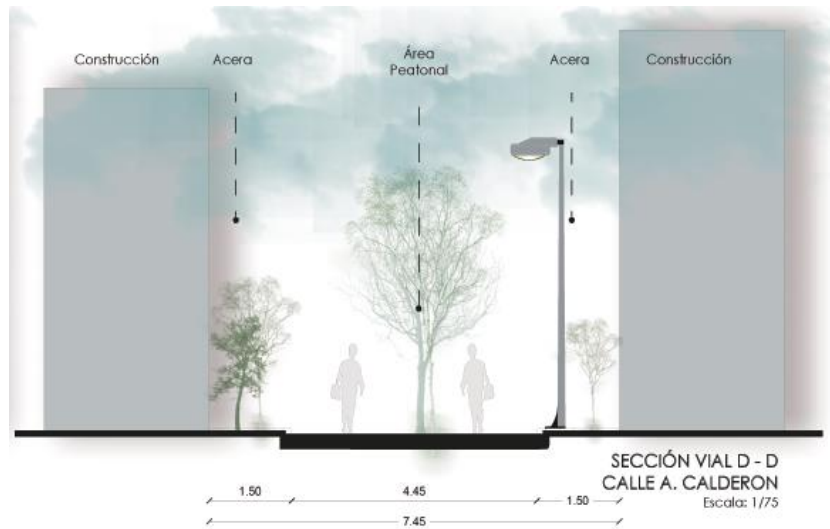 Construcción
Acera
Área
Peatonal
Acera
Construcción
SECCIÓN VIAL D - D
CALLE A. CALDERON
Escala: 1/75
1.50
4.45
1.50
7.45